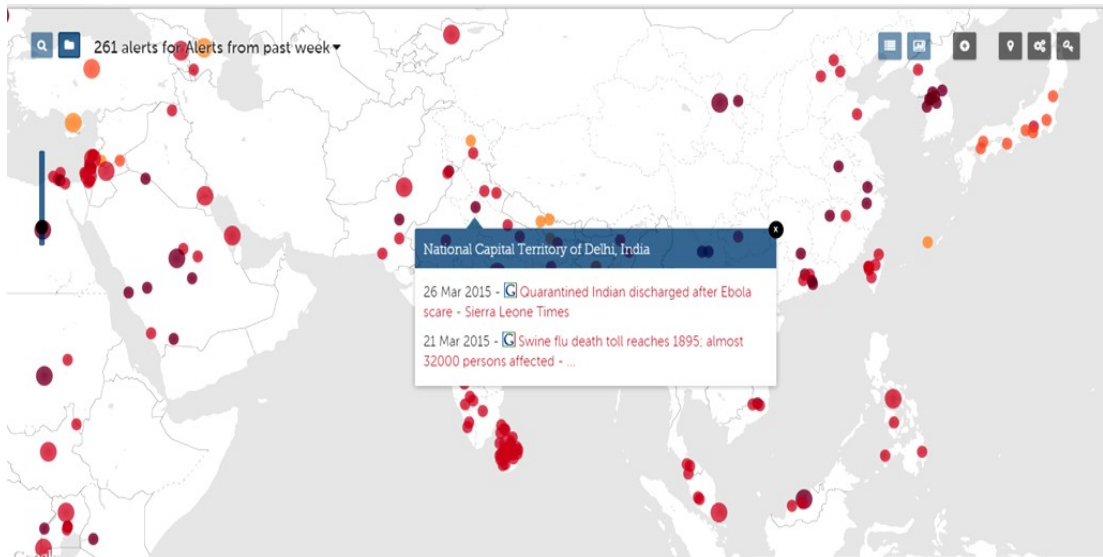 261 alerts for Alerts from past week
National Capital Territory of Delhi, India
x
26 Mar 2015 - G Quarantined Indian discharged after Ebola
scare - Sierra Leone Times
21 Mar 2015 - G Swine flu death toll reaches 1895; almost
32000 persons affected - ...